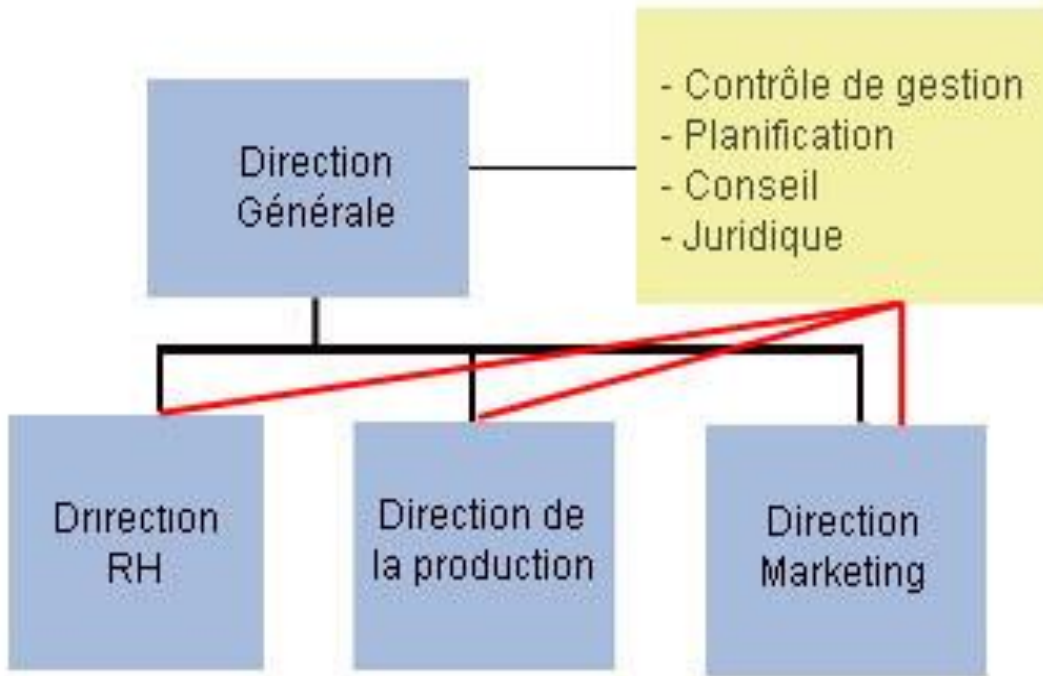 Direction
Générale
- Contrôle de gestion
- Planification
- Conseil
- Juridique
Drirection
RH
Direction de
la production
Direction
Marketing